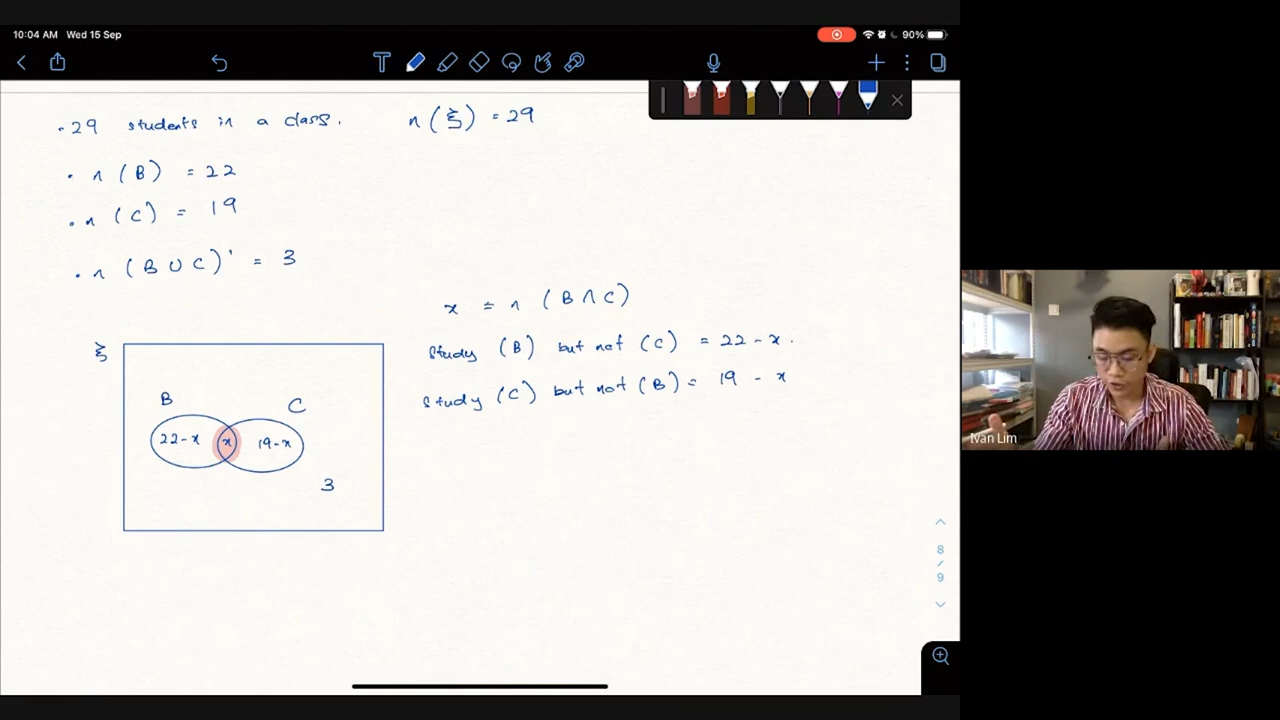 10:04 AM Wed 15 Sep
90%
• 29 students in a class. n(ξ) = 29
• n (B) = 22
• n (C) = 19
• n (B ∪ C)' = 3
x = n (B ∩ C)
study (B) but not (C) = 22 - x.
study (C) but not (B) = 19 - x
ξ
B
C
22 - x
x
19 - x
3
Ivan Lim
8
/
9